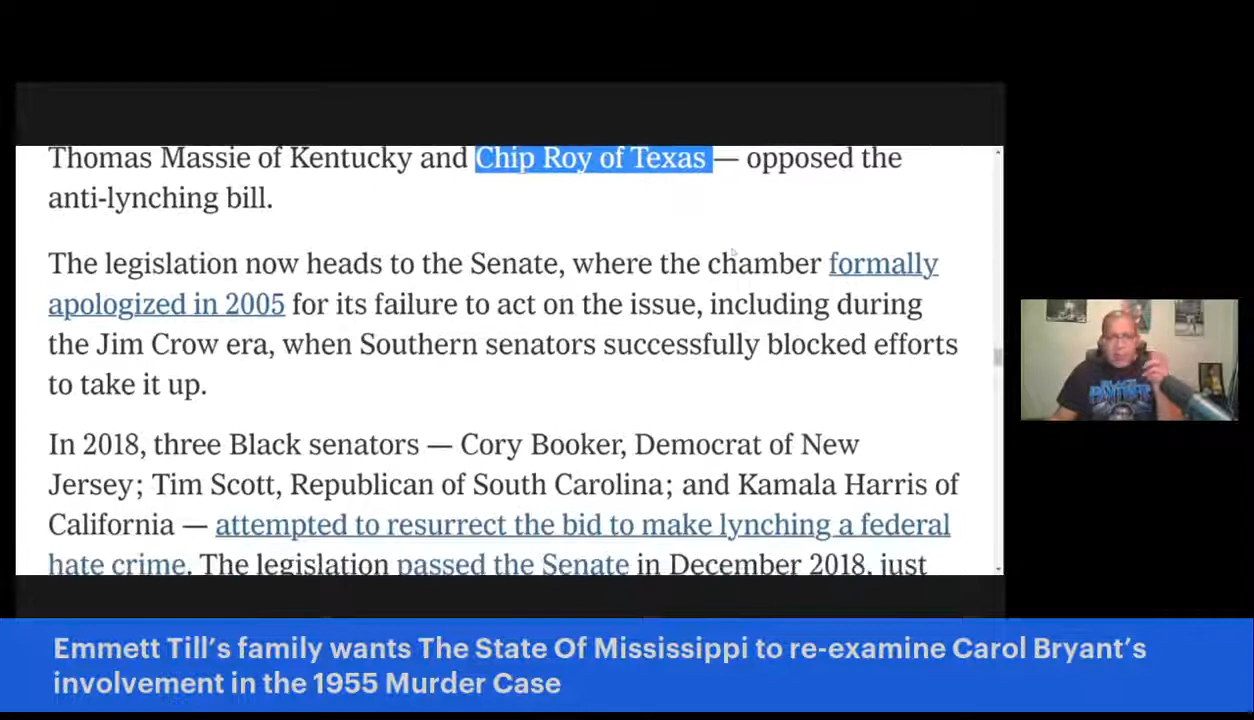 Thomas Massie of Kentucky and Chip Roy of Texas — opposed the
anti-lynching bill.
The legislation now heads to the Senate, where the chamber formally
apologized in 2005 for its failure to act on the issue, including during
the Jim Crow era, when Southern senators successfully blocked efforts
to take it up.
In 2018, three Black senators — Cory Booker, Democrat of New
Jersey; Tim Scott, Republican of South Carolina; and Kamala Harris of
California — attempted to resurrect the bid to make lynching a federal
hate crime. The legislation passed the Senate in December 2018, just
BLACK
PANTHER
Emmett Till’s family wants The State Of Mississippi to re-examine Carol Bryant’s
involvement in the 1955 Murder Case